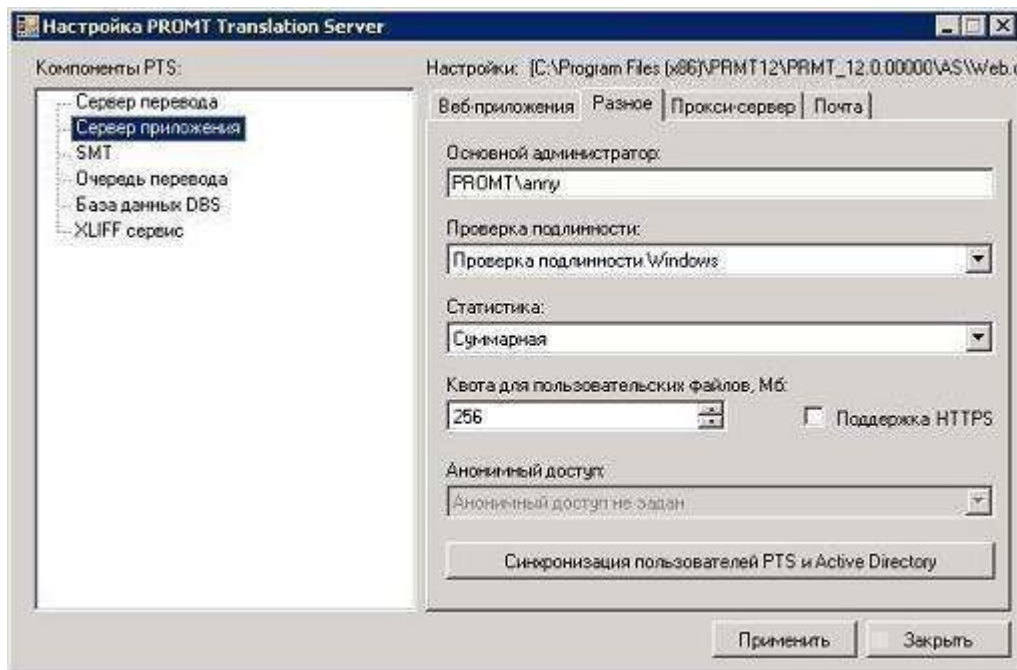 Настройка PROMT Translation Server
Компоненты PTS:
Сервер перевода
Сервер приложения
SMT
Очередь перевода
База данных DBS
XLIFF сервис
Настройки: [C:\Program Files (x86)\PRMT12\PRMT_12.0.00000\AS\Web.c
Веб-приложения Разное Прокси-сервер Почта
Основной администратор:
PROMT\anny
Проверка подлинности:
Проверка подлинности Windows
Статистика:
Суммарная
Квота для пользовательских файлов, Мб:
256
Поддержка HTTPS
Анонимный доступ:
Анонимный доступ не задан
Синхронизация пользователей PTS и Active Directory
Применить Закрыть